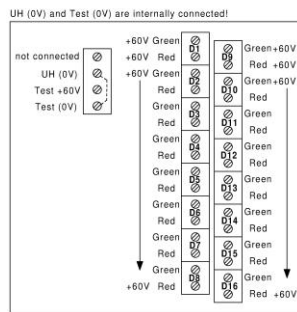 UH (0V) and Test (0V) are internally connected!
not connected
UH (0V)
Test +60V
Test (0V)
+60V Green
+60V Red
D1
+60V Green
Red
D2
Green
Red
D3
Green
Red
D4
Green
Red
D5
Green
Red
D6
Green
Red
D7
Green
+60V Red
D8
Green +60V
Red +60V
D9
Green +60V
Red
D10
Green
Red
D11
Green
Red
D12
Green
Red
D13
Green
Red
D14
Green
Red
D15
Green
Red +60V
D16